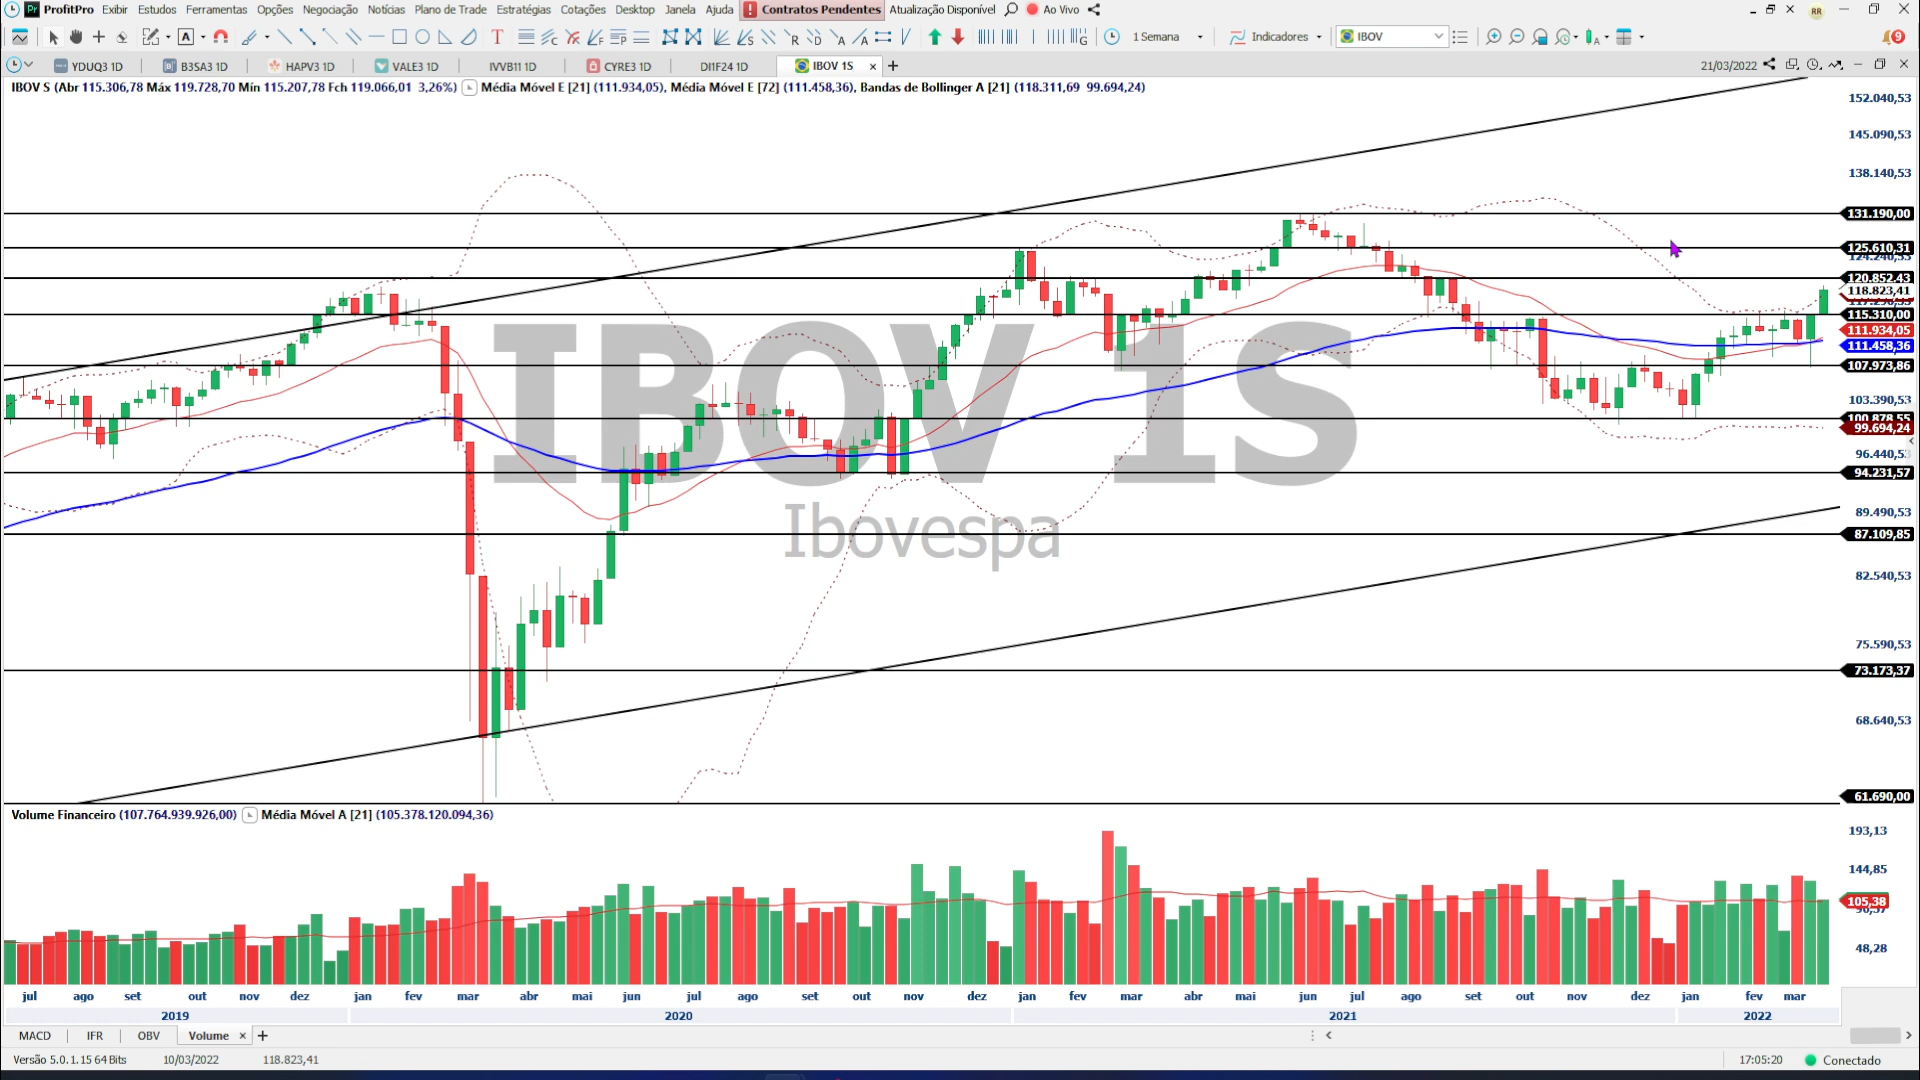 ProfitPro Exibir Estudos Ferramentas Opções Negociação Notícias Plano de Trade Estratégias Cotações Desktop Janela Ajuda Contratos Pendentes Atualização Disponível Ao Vivo RR
1 Semana Indicadores IBOV 9
YDUQ3 1D B3SA3 1D HAPV3 1D VALE3 1D IVVB11 1D CYRE3 1D DI1F24 1D IBOV 1S 21/03/2022
IBOV S (Abr 115.306,78 Máx 119.728,70 Mín 115.207,78 Fch 119.066,01 3,26%) Média Móvel E [21] (111.934,05), Média Móvel E [72] (111.458,36), Bandas de Bollinger A [21] (118.311,69 99.694,24)
152.040,53
145.090,53
138.140,53
131.190,00
125.610,31
124.240,53
120.852,43
118.823,41
115.310,00
111.934,05
111.458,36
107.973,86
103.390,53
100.878,55
99.694,24
96.440,53
94.231,57
89.490,53
87.109,85
82.540,53
75.590,53
73.173,37
68.640,53
61.690,00
IBOV 1S
Ibovespa
Volume Financeiro (107.764.939.926,00) Média Móvel A [21] (105.378.120.094,36)
193,13
144,85
105,38
48,28
jul ago set out nov dez jan fev mar abr mai jun jul ago set out nov dez jan fev mar abr mai jun jul ago set out nov dez jan fev mar
2019 2020 2021 2022
MACD IFR OBV Volume
Versão 5.0.1.15 64 Bits 10/03/2022 118.823,41 17:05:20 Conectado